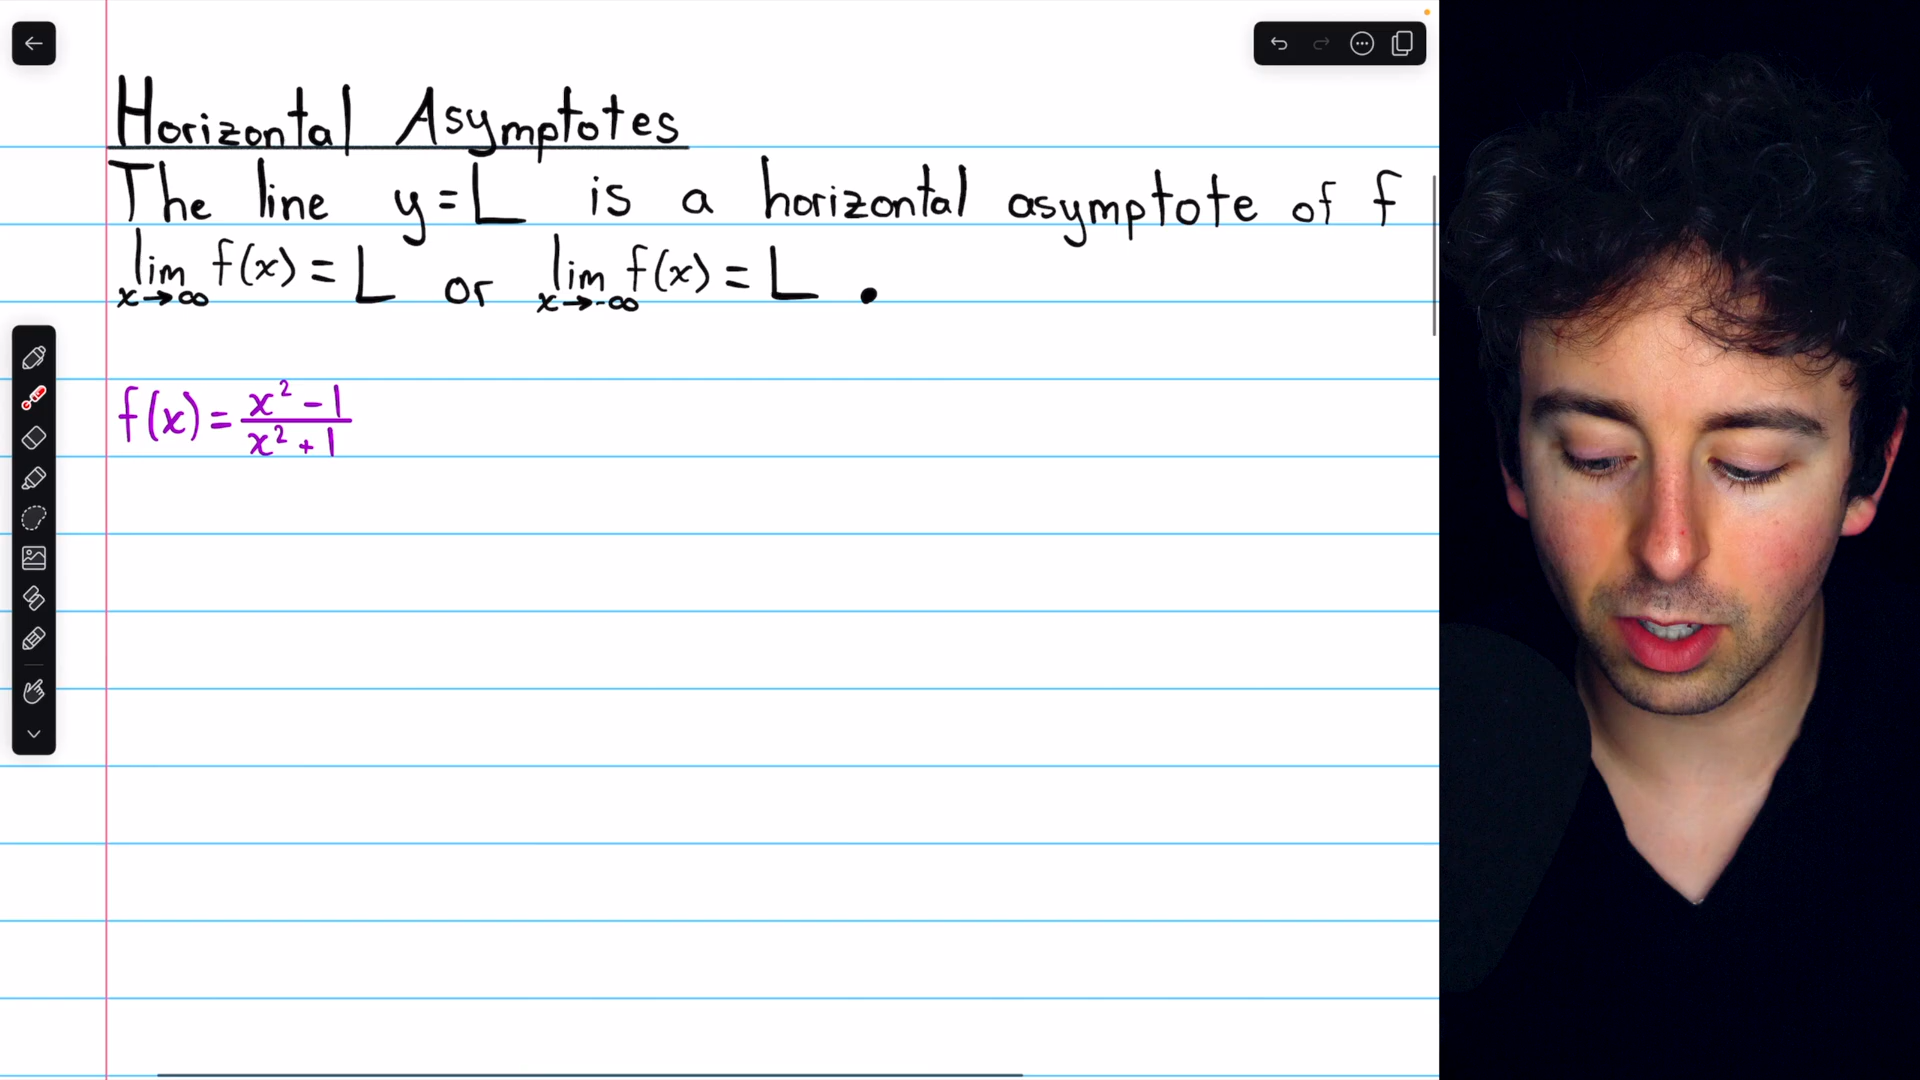 Horizontal Asymptotes
The line y=L is a horizontal asymptote of f
lim x→∞ f(x) = L or lim x→-∞ f(x) = L .
f(x) = (x² - 1)/(x² + 1)